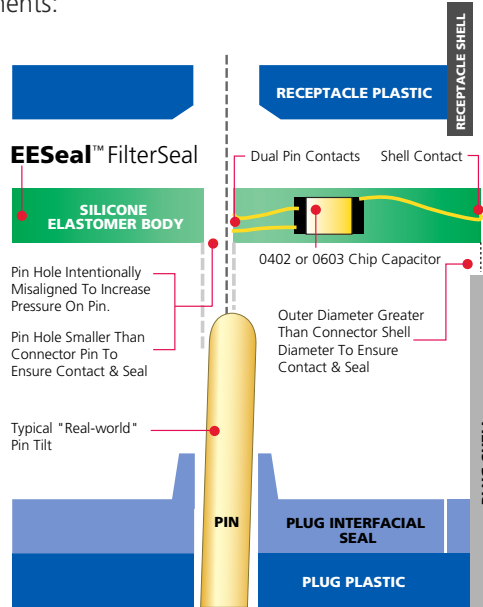 nents:
RECEPTACLE SHELL
RECEPTACLE PLASTIC
EESeal™ FilterSeal
Dual Pin Contacts
Shell Contact
SILICONE
ELASTOMER BODY
0402 or 0603 Chip Capacitor
Pin Hole Intentionally
Misaligned To Increase
Pressure On Pin.
Pin Hole Smaller Than
Connector Pin To
Ensure Contact & Seal
Outer Diameter Greater
Than Connector Shell
Diameter To Ensure
Contact & Seal
Typical "Real-world"
Pin Tilt
PIN
PLUG INTERFACIAL
SEAL
PLUG PLASTIC